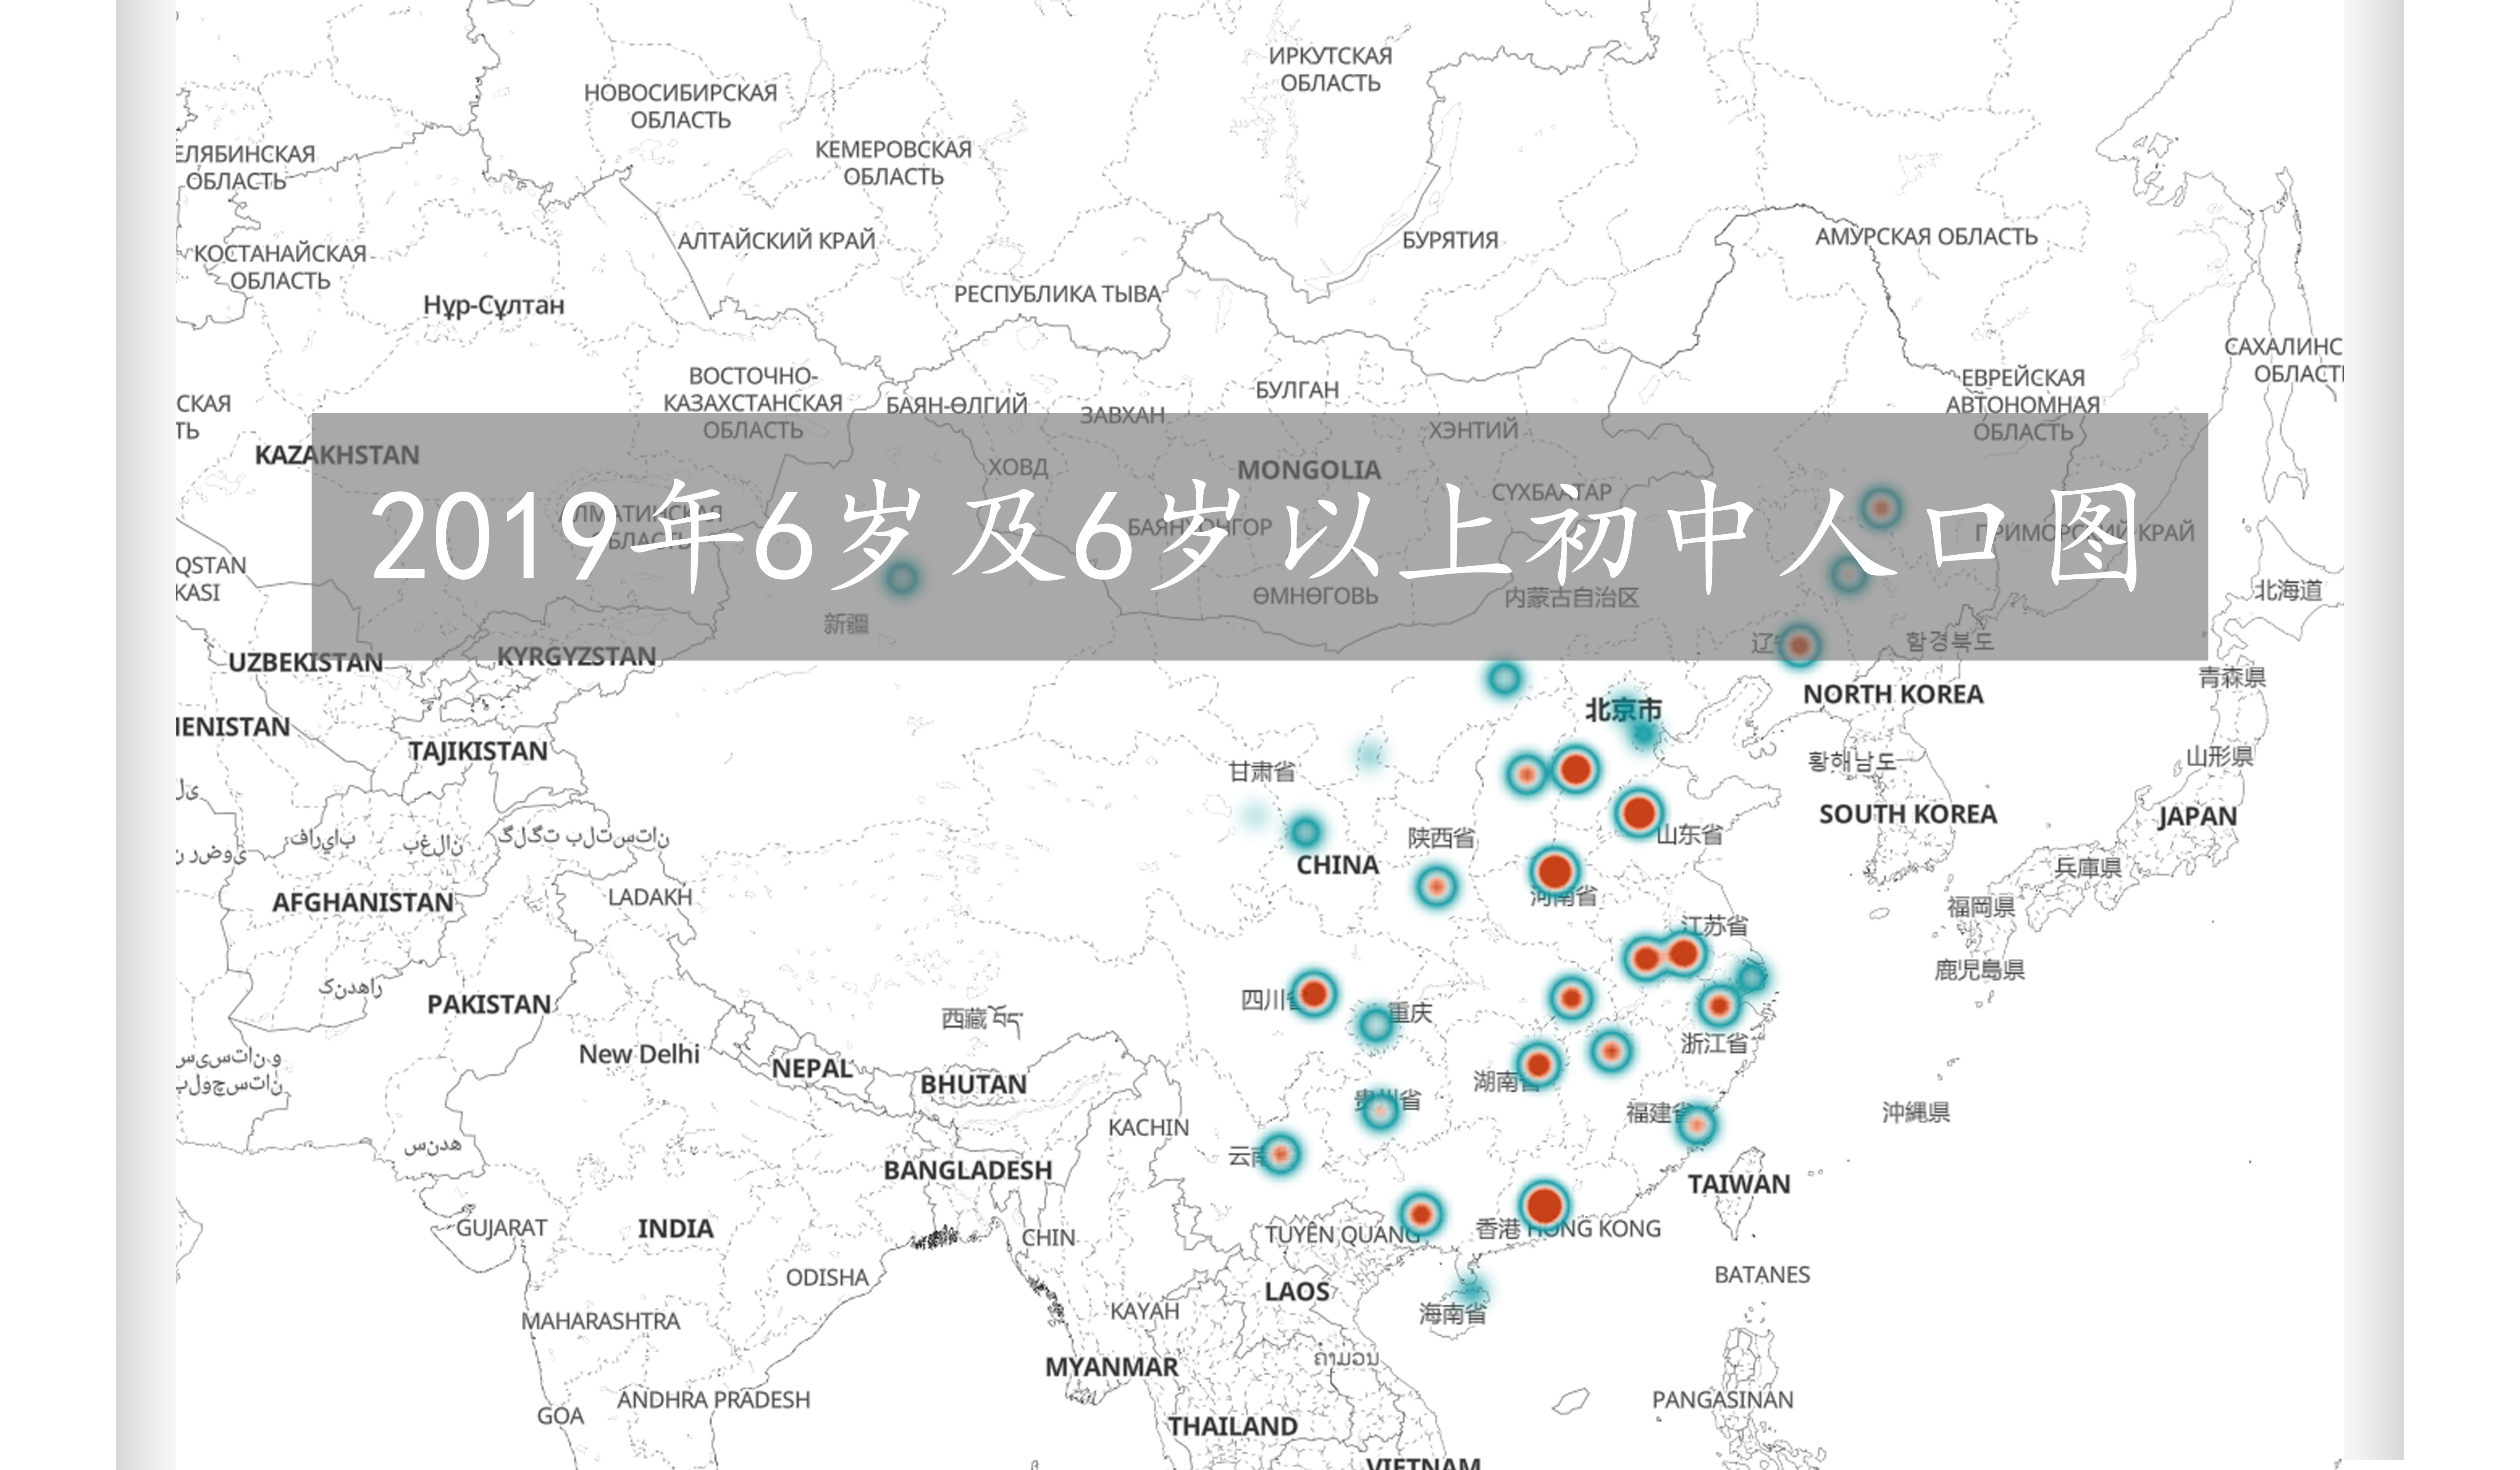 ИРКУТСКАЯ
ОБЛАСТЬ
НОВОСИБИРСКАЯ
ОБЛАСТЬ
КЕМЕРОВСКАЯ
ОБЛАСТЬ
ЕЛЯБИНСКАЯ
ОБЛАСТЬ
АЛТАЙСКИЙ КРАЙ
БУРЯТИЯ
АМУРСКАЯ ОБЛАСТЬ
КОСТАНАЙСКАЯ
ОБЛАСТЬ
Нұр-Сұлтан
РЕСПУБЛИКА ТЫВА
САХАЛИНС
ОБЛАСТ
ВОСТОЧНО-
КАЗАХСТАНСКАЯ
ОБЛАСТЬ
БАЯН-ӨЛГИЙ
ЗАВХАН
БУЛГАН
ХЭНТИЙ
ЕВРЕЙСКАЯ
АВТОНОМНАЯ
ОБЛАСТЬ
СКАЯ
ТЬ
KAZAKHSTAN
ХОВД
MONGOLIA
СҮХБААТАР
2019年6岁及6岁以上初中人口图
АЛМАТИНСКАЯ
ОБЛАСТЬ
БАЯНХОНГОР
ПРИМОРСКИЙ КРАЙ
QSTAN
KASI
ӨМНӨГОВЬ
内蒙古自治区
北海道
新疆
함경북도
UZBEKISTAN
KYRGYZSTAN
青森県
NORTH KOREA
北京市
MENISTAN
TAJIKISTAN
甘肃省
황해남도
山形県
SOUTH KOREA
JAPAN
陕西省
山东省
CHINA
兵庫県
AFGHANISTAN
LADAKH
河南省
福岡県
江苏省
鹿児島県
PAKISTAN
四川省
重庆
西藏
浙江省
New Delhi
NEPAL
BHUTAN
湖南省
贵州省
福建省
沖縄県
KACHIN
云南
BANGLADESH
TAIWAN
GUJARAT
INDIA
CHIN
TUYÊN QUANG
香港 HONG KONG
ODISHA
LAOS
BATANES
MAHARASHTRA
KAYAH
海南省
MYANMAR
ANDHRA PRADESH
GOA
PANGASINAN
THAILAND
VIETNAM